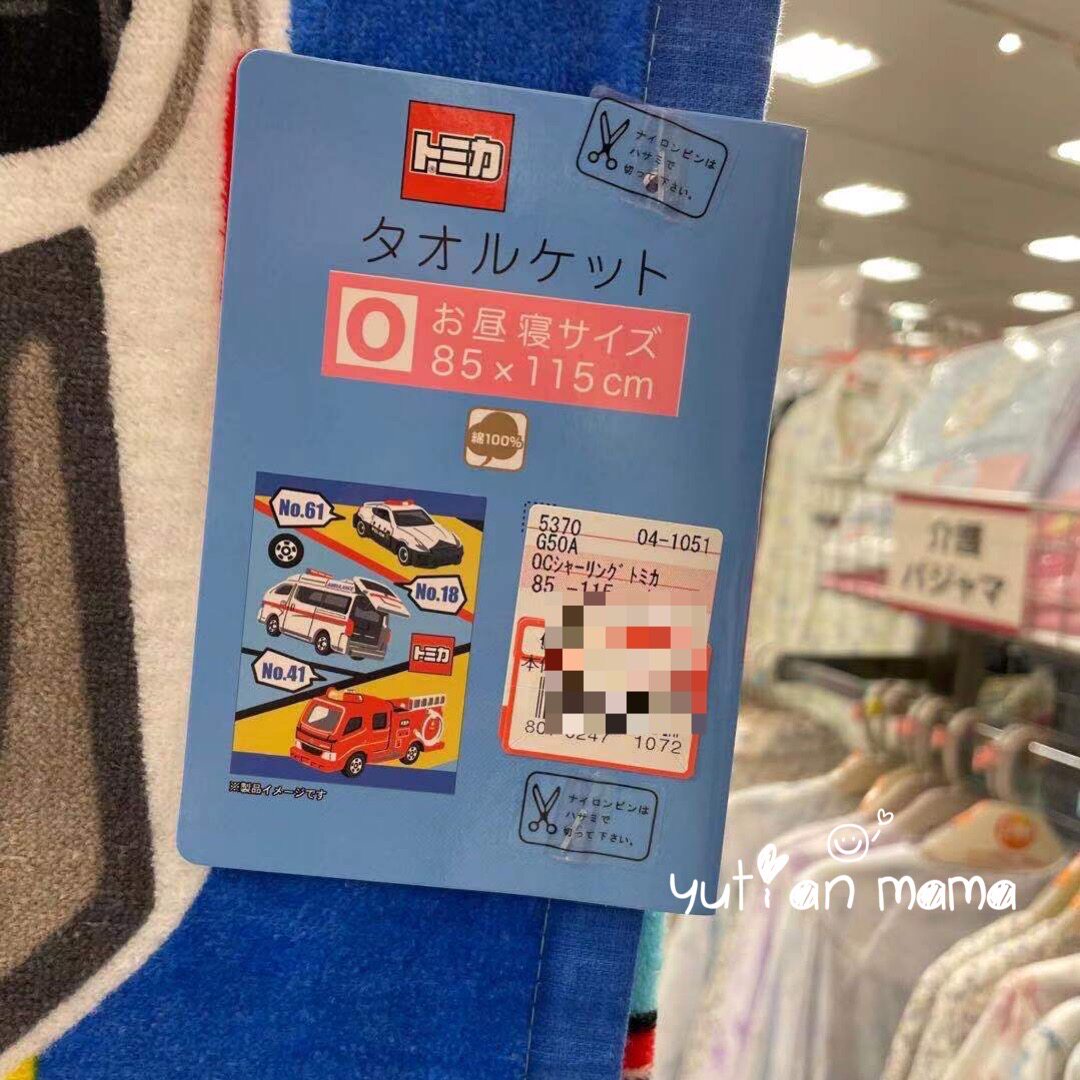 トミカ
ナイロンピンは
ハサミで
切って下さい。
タオルケット
O
お昼寝サイズ
85×115cm
綿100%
No.61
AMBULANCE
No.18
トミカ
No.41
※製品イメージです
5370 04-1051
G50A
OCシャーリング トミカ
85 -115
本体
1072
ナイロンピンは
ハサミで
切って下さい。
介護
パジャマ
yutian mama